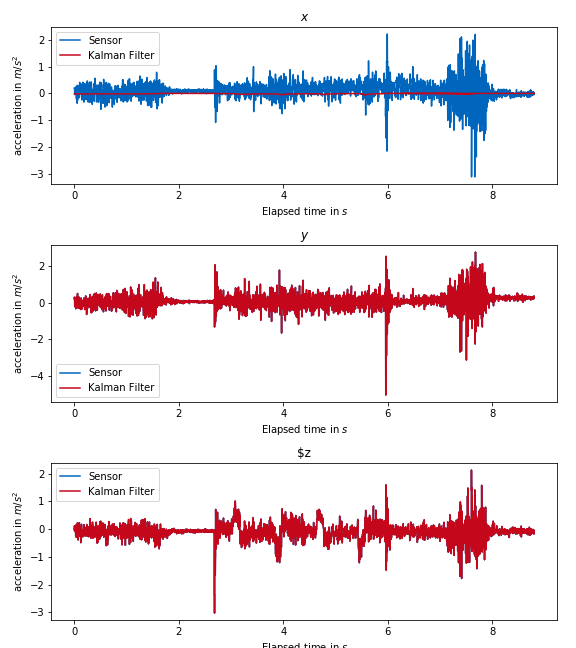 x
2
1
0
−1
−2
−3
acceleration in m/s²
Sensor
Kalman Filter
0 2 4 6 8
Elapsed time in s
y
2
0
−2
−4
acceleration in m/s²
Sensor
Kalman Filter
0 2 4 6 8
Elapsed time in s
$z
2
1
0
−1
−2
−3
acceleration in m/s²
Sensor
Kalman Filter
0 2 4 6 8
Elapsed time in s